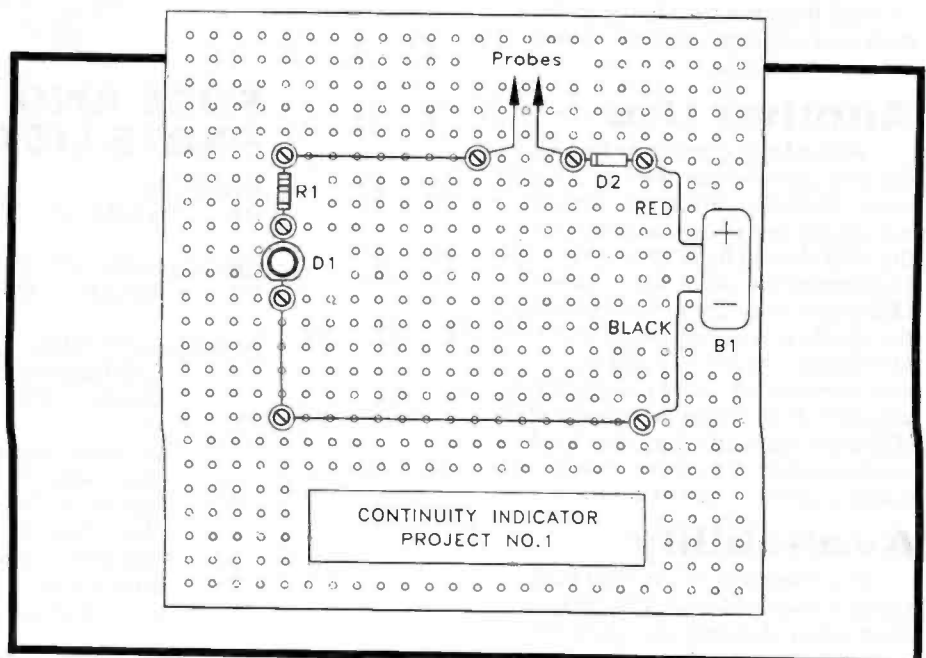 Probes
D2
R1
RED
+
D1
−
BLACK
B1
CONTINUITY INDICATOR
PROJECT NO.1